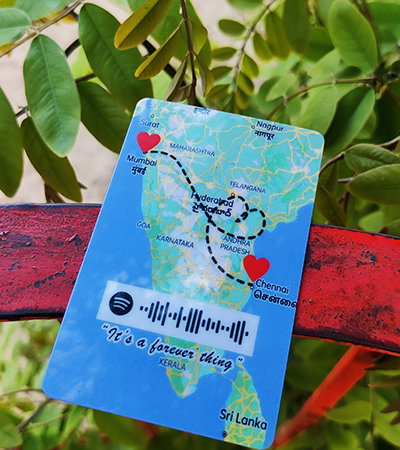 Surat
Nagpur
नागपूर
MAHARASHTRA
Mumbai
मुंबई
TELANGANA
Hyderabad
GOA
KARNATAKA
ANDHRA
PRADESH
Chennai
சென்னை
"It's a forever thing"
KERALA
Sri Lanka